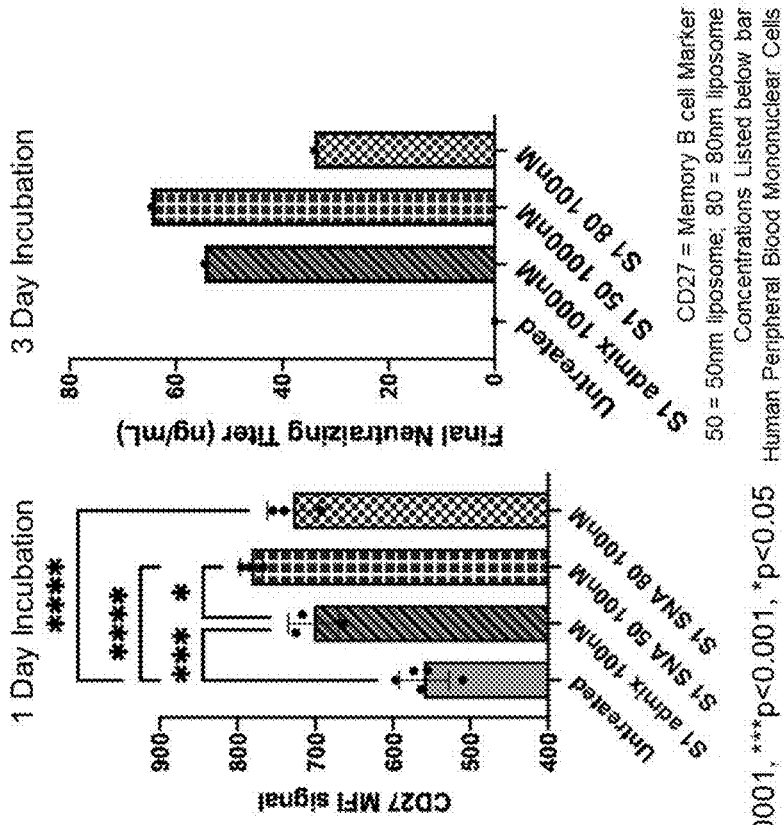 1 Day Incubation
CD27 MFI signal
900
800
700
600
500
400
****
****
***
*
Untreated
S1 admix 100nM
S1 SNA 50 100nM
S1 SNA 80 100nM
3 Day Incubation
Final Neutraizing Titer (ng/mL)
80
60
40
20
0
Untreated
S1 admix 1000nM
S1 50 1000nM
S1 80 100nM
0001, ***p<0.001, *p<0.05
CD27 = Memory B cell Marker
50 = 50nm liposome; 80 = 80nm liposome
Concentrations Listed below bar
Human Peripheral Blood Mononuclear Cells